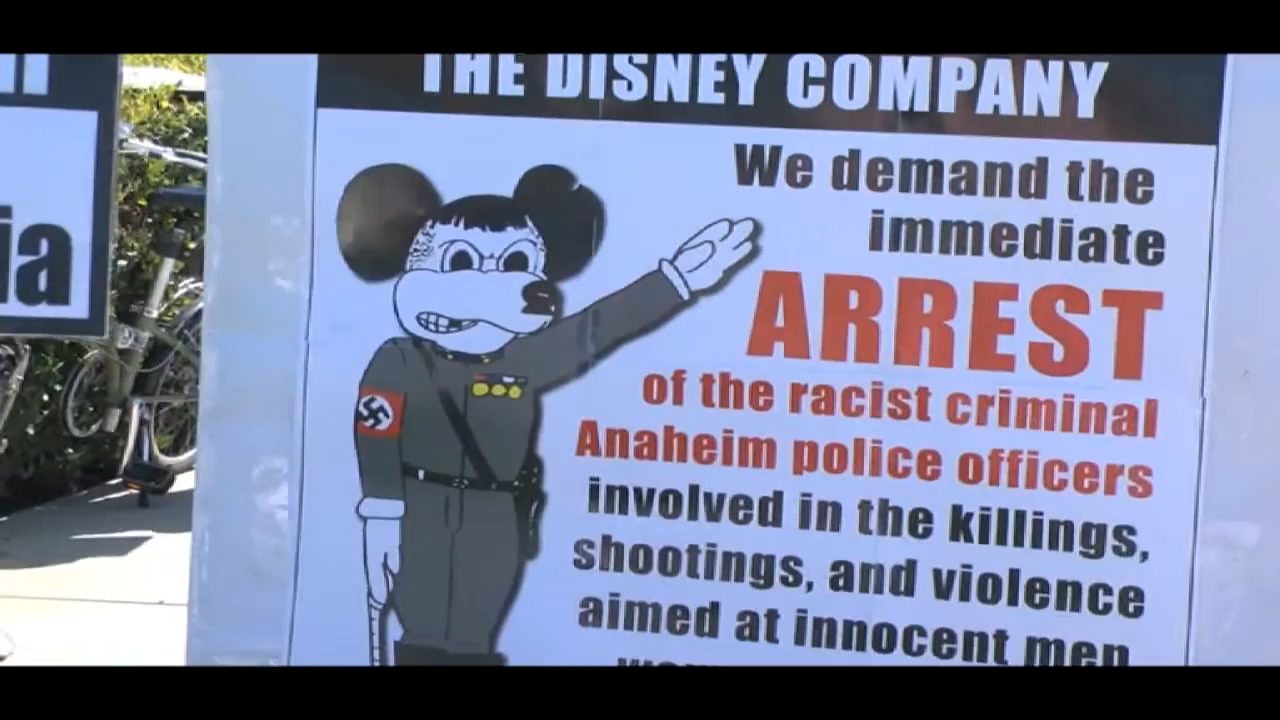 THE DISNEY COMPANY
We demand the
immediate
ARREST
of the racist criminal
Anaheim police officers
involved in the killings,
shootings, and violence
aimed at innocent men
ia